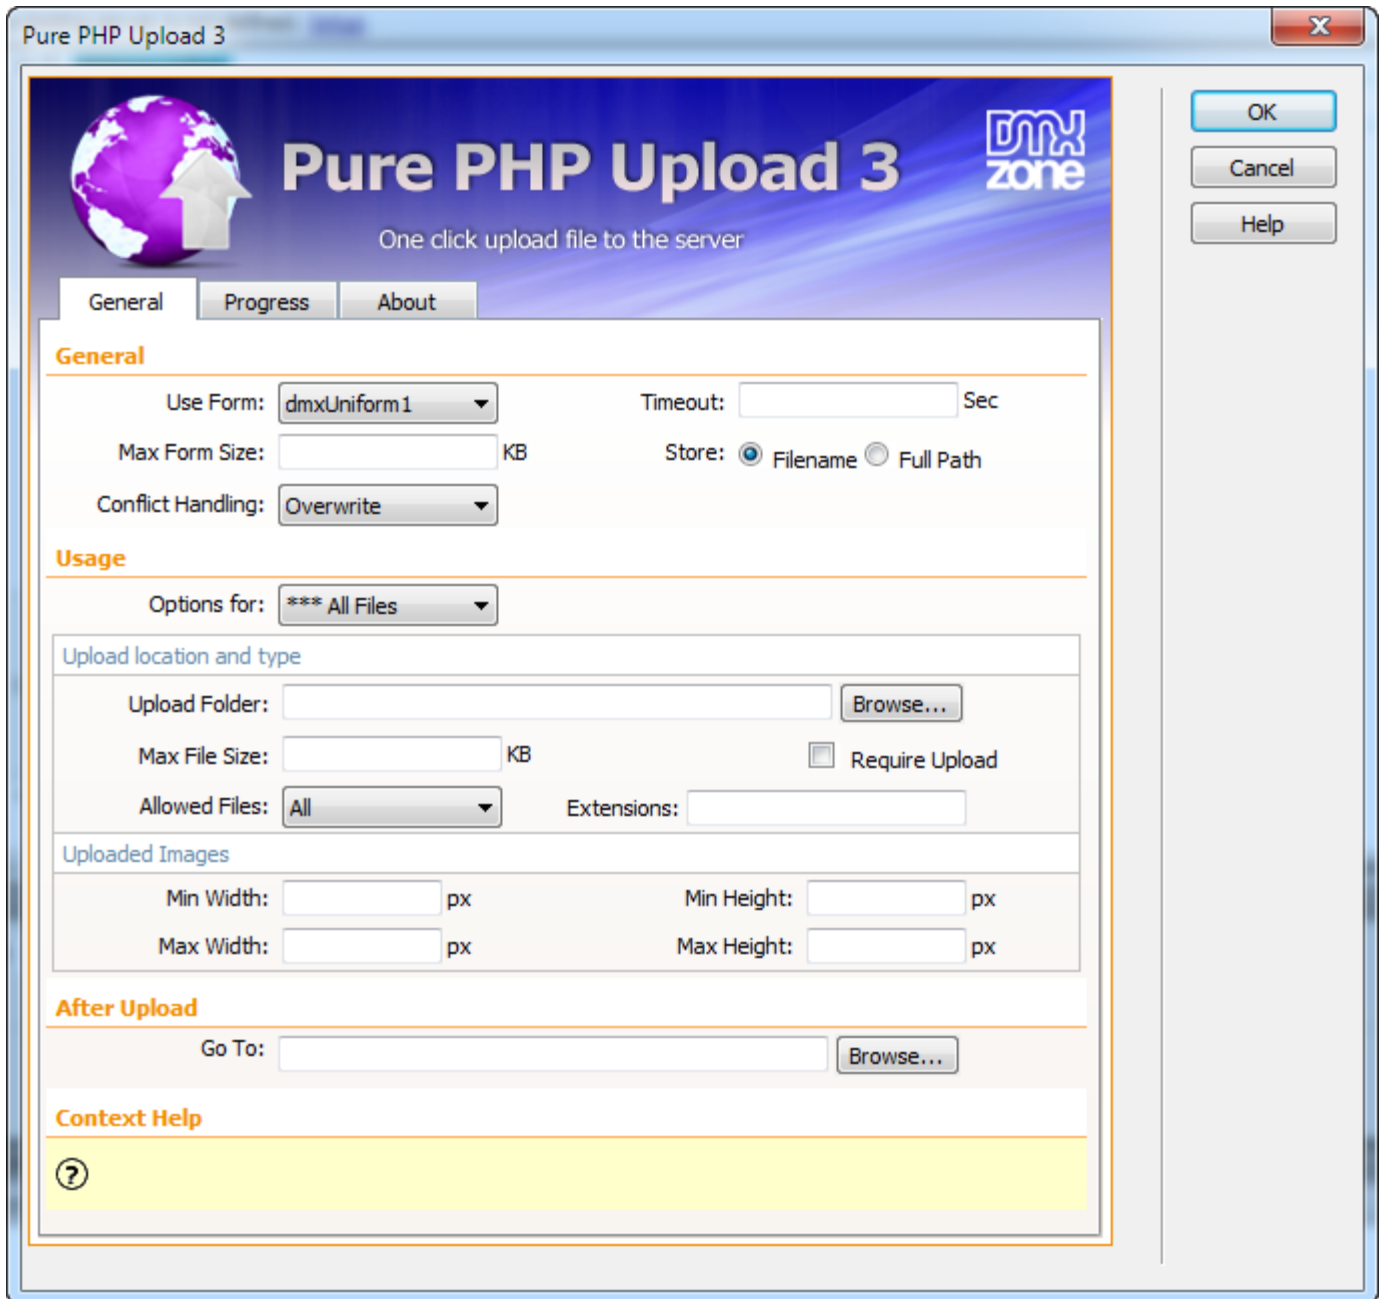 Pure PHP Upload 3
Pure PHP Upload 3
DMX
zone
One click upload file to the server
OK
Cancel
Help
General Progress About
General
Use Form: dmxUniform1 Timeout: Sec
Max Form Size: KB Store: Filename Full Path
Conflict Handling: Overwrite
Usage
Options for: *** All Files
Upload location and type
Upload Folder: Browse...
Max File Size: KB Require Upload
Allowed Files: All Extensions:
Uploaded Images
Min Width: px Min Height: px
Max Width: px Max Height: px
After Upload
Go To: Browse...
Context Help
?